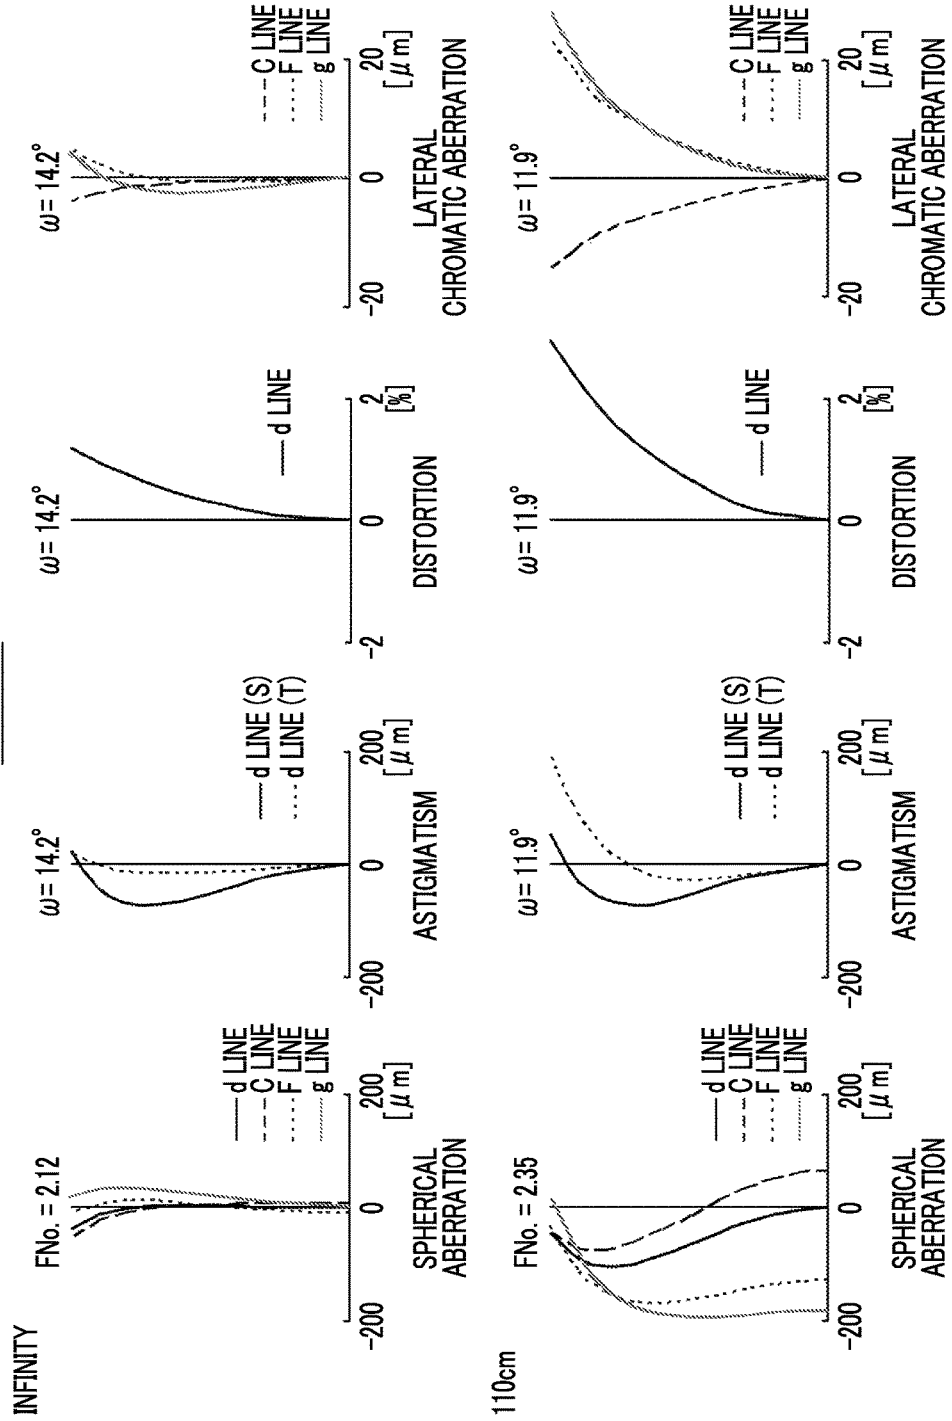 INFINITY
FNo. = 2.12
d LINE
C LINE
F LINE
g LINE
-200
0
200
[μm]
SPHERICAL
ABERRATION
ω= 14.2°
d LINE (S)
d LINE (T)
-200
0
200
[μm]
ASTIGMATISM
ω= 14.2°
d LINE
-2
0
2
[%]
DISTORTION
ω= 14.2°
C LINE
F LINE
g LINE
-20
0
20
[μm]
LATERAL
CHROMATIC ABERRATION
110cm
FNo. = 2.35
d LINE
C LINE
F LINE
g LINE
-200
0
200
[μm]
SPHERICAL
ABERRATION
ω= 11.9°
d LINE (S)
d LINE (T)
-200
0
200
[μm]
ASTIGMATISM
ω= 11.9°
d LINE
-2
0
2
[%]
DISTORTION
ω= 11.9°
C LINE
F LINE
g LINE
-20
0
20
[μm]
LATERAL
CHROMATIC ABERRATION